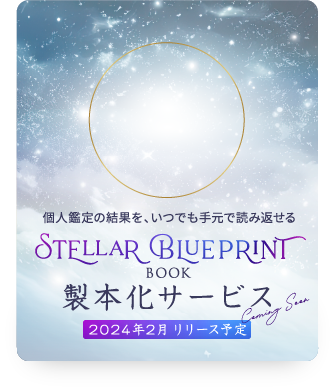 個人鑑定の結果を、いつでも手元で読み返せる
STELLAR BLUEPRINT
BOOK
製本化サービス
Coming Soon
2024年2月 リリース予定